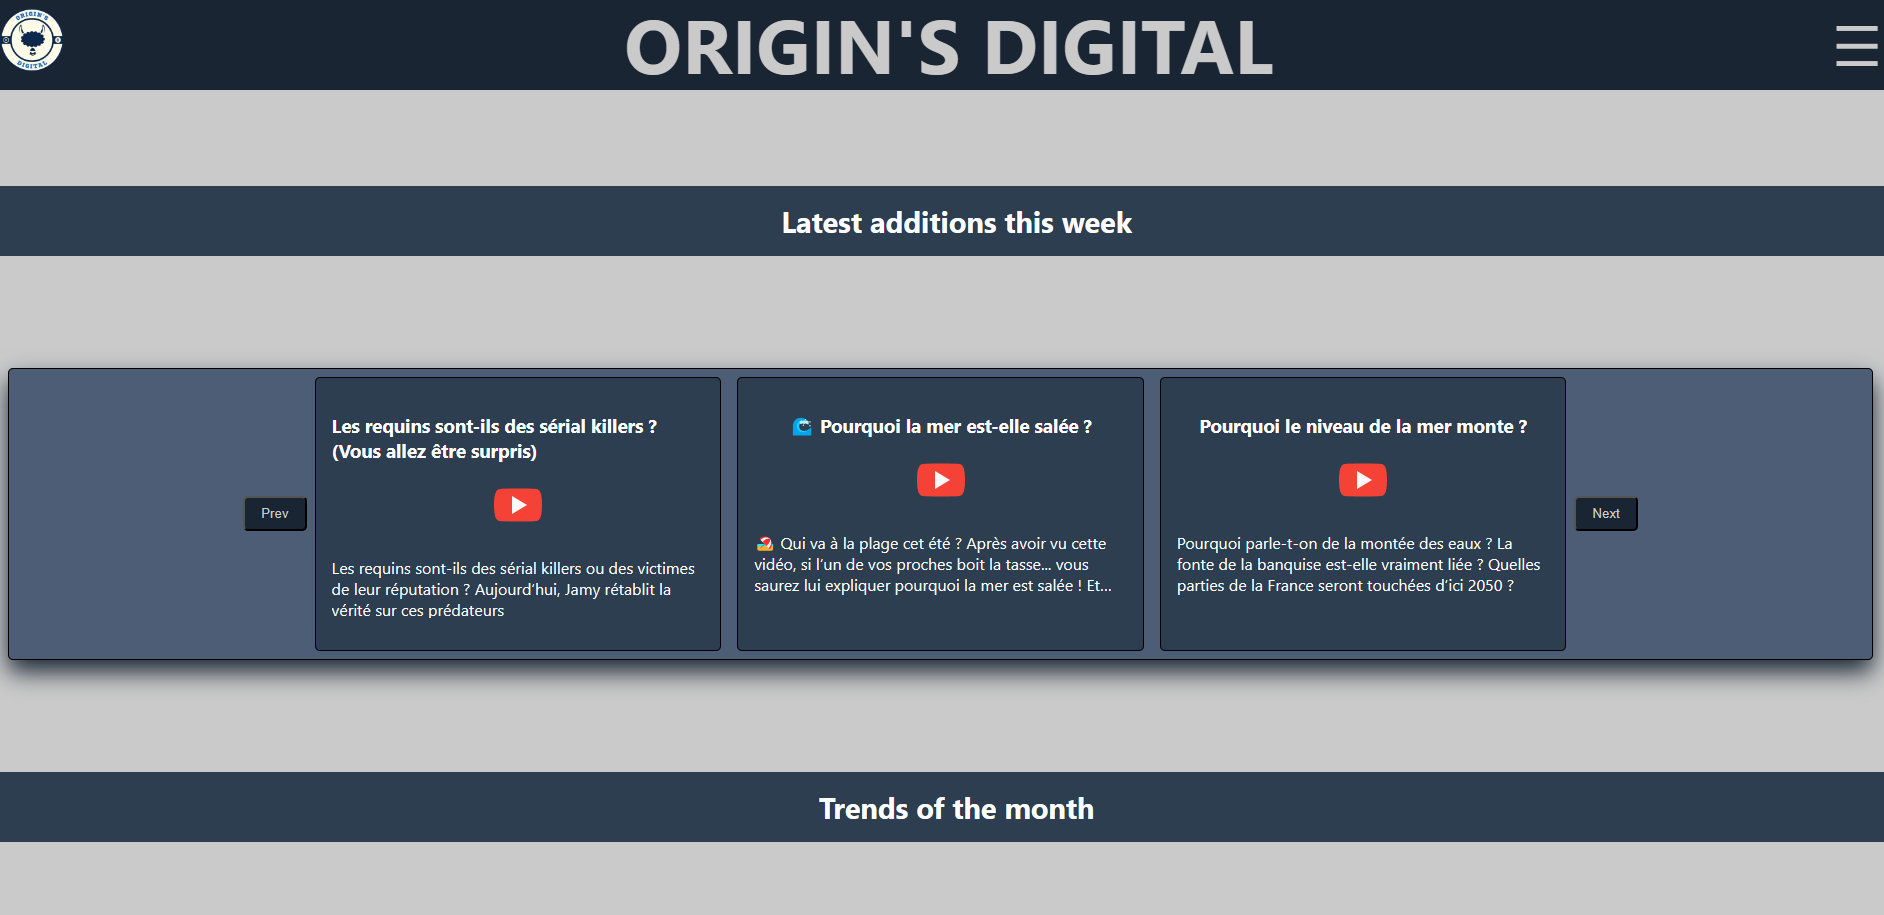 ORIGIN'S
DIGITAL
ORIGIN'S DIGITAL
Latest additions this week
Prev
Les requins sont-ils des sérial killers ?
(Vous allez être surpris)
Les requins sont-ils des sérial killers ou des victimes
de leur réputation ? Aujourd’hui, Jamy rétablit la
vérité sur ces prédateurs
🌊 Pourquoi la mer est-elle salée ?
🏖 Qui va à la plage cet été ? Après avoir vu cette
vidéo, si l’un de vos proches boit la tasse... vous
saurez lui expliquer pourquoi la mer est salée ! Et...
Pourquoi le niveau de la mer monte ?
Pourquoi parle-t-on de la montée des eaux ? La
fonte de la banquise est-elle vraiment liée ? Quelles
parties de la France seront touchées d’ici 2050 ?
Next
Trends of the month